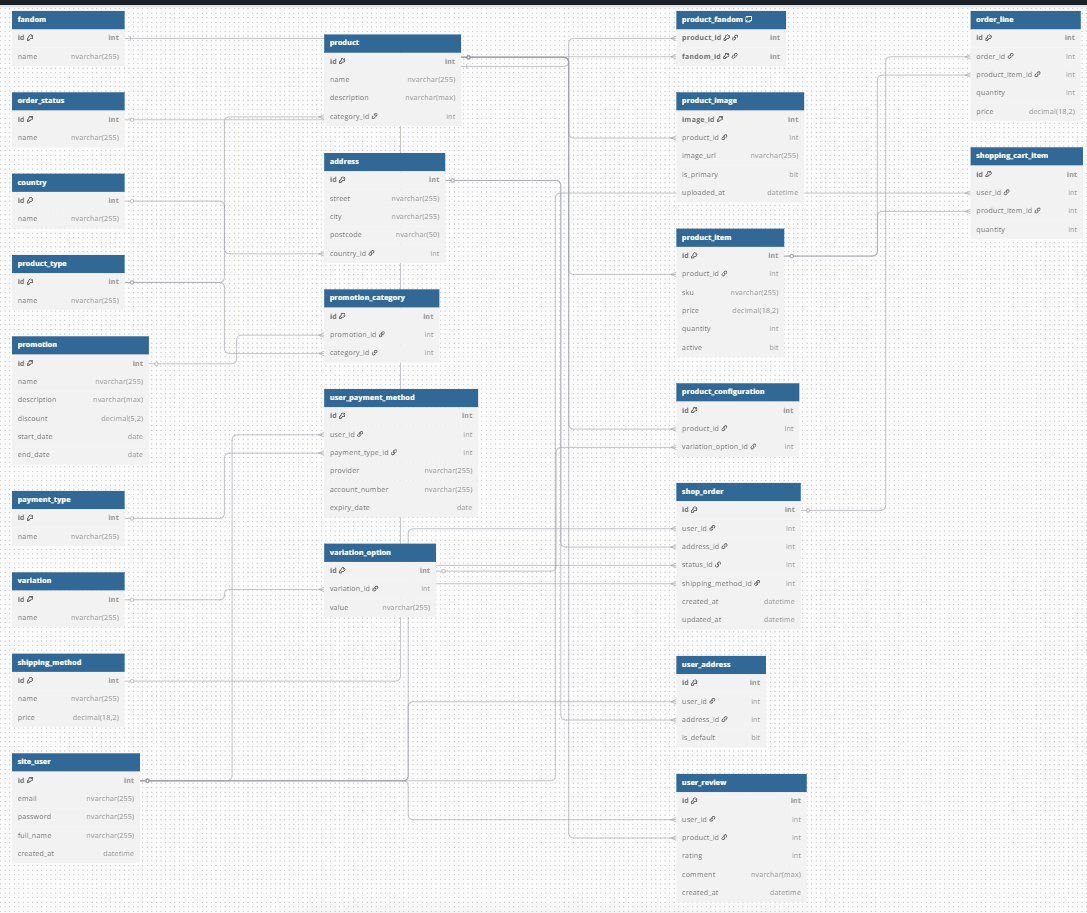 fandom
id int
name nvarchar(255)
order_status
id int
name nvarchar(255)
country
id int
name nvarchar(255)
product_type
id int
name nvarchar(255)
promotion
id int
name nvarchar(255)
description nvarchar(max)
discount decimal(5,2)
start_date date
end_date date
payment_type
id int
name nvarchar(255)
variation
id int
name nvarchar(255)
shipping_method
id int
name nvarchar(255)
price decimal(18,2)
site_user
id int
email nvarchar(255)
password nvarchar(255)
full_name nvarchar(255)
created_at datetime
product
id int
name nvarchar(255)
description nvarchar(max)
category_id int
address
id int
street nvarchar(255)
city nvarchar(255)
postcode nvarchar(50)
country_id int
promotion_category
id int
promotion_id int
category_id int
user_payment_method
id int
user_id int
payment_type_id int
provider nvarchar(255)
account_number nvarchar(255)
expiry_date date
variation_option
id int
variation_id int
value nvarchar(255)
product_fandom
product_id int
fandom_id int
product_image
image_id int
product_id int
image_url nvarchar(255)
is_primary bit
uploaded_at datetime
product_item
id int
product_id int
sku nvarchar(255)
price decimal(18,2)
quantity int
active bit
product_configuration
id int
product_id int
variation_option_id int
shop_order
id int
user_id int
address_id int
status_id int
shipping_method_id int
created_at datetime
updated_at datetime
user_address
id int
user_id int
address_id int
is_default bit
user_review
id int
user_id int
product_id int
rating int
comment nvarchar(max)
created_at datetime
order_line
id int
order_id int
product_item_id int
quantity int
price decimal(18,2)
shopping_cart_item
id int
user_id int
product_item_id int
quantity int